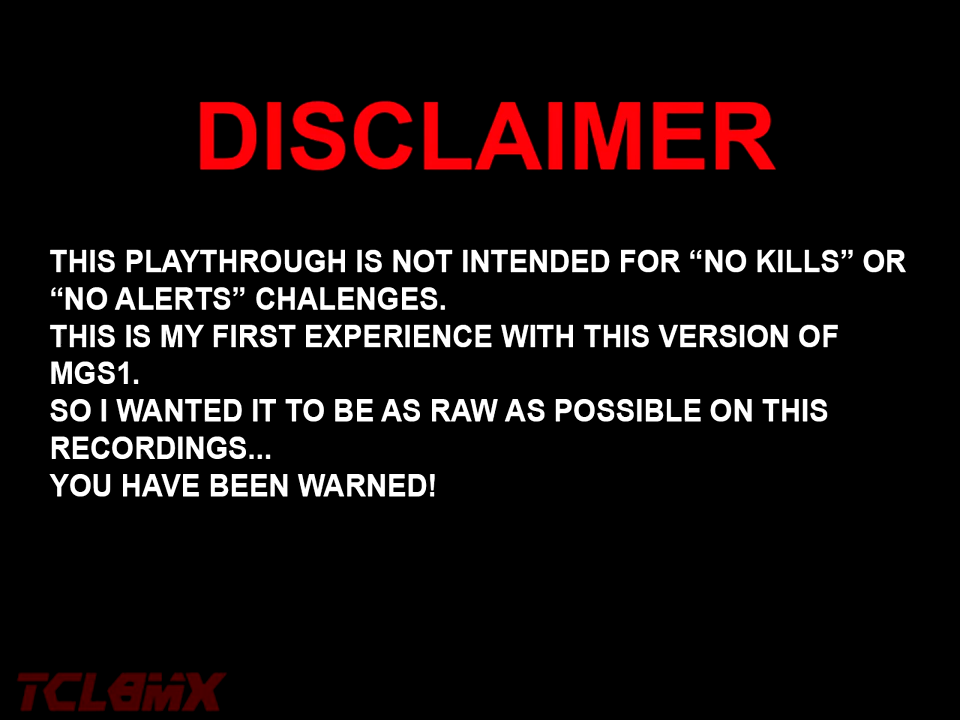 DISCLAIMER
THIS PLAYTHROUGH IS NOT INTENDED FOR “NO KILLS” OR
“NO ALERTS” CHALENGES.
THIS IS MY FIRST EXPERIENCE WITH THIS VERSION OF
MGS1.
SO I WANTED IT TO BE AS RAW AS POSSIBLE ON THIS
RECORDINGS...
YOU HAVE BEEN WARNED!